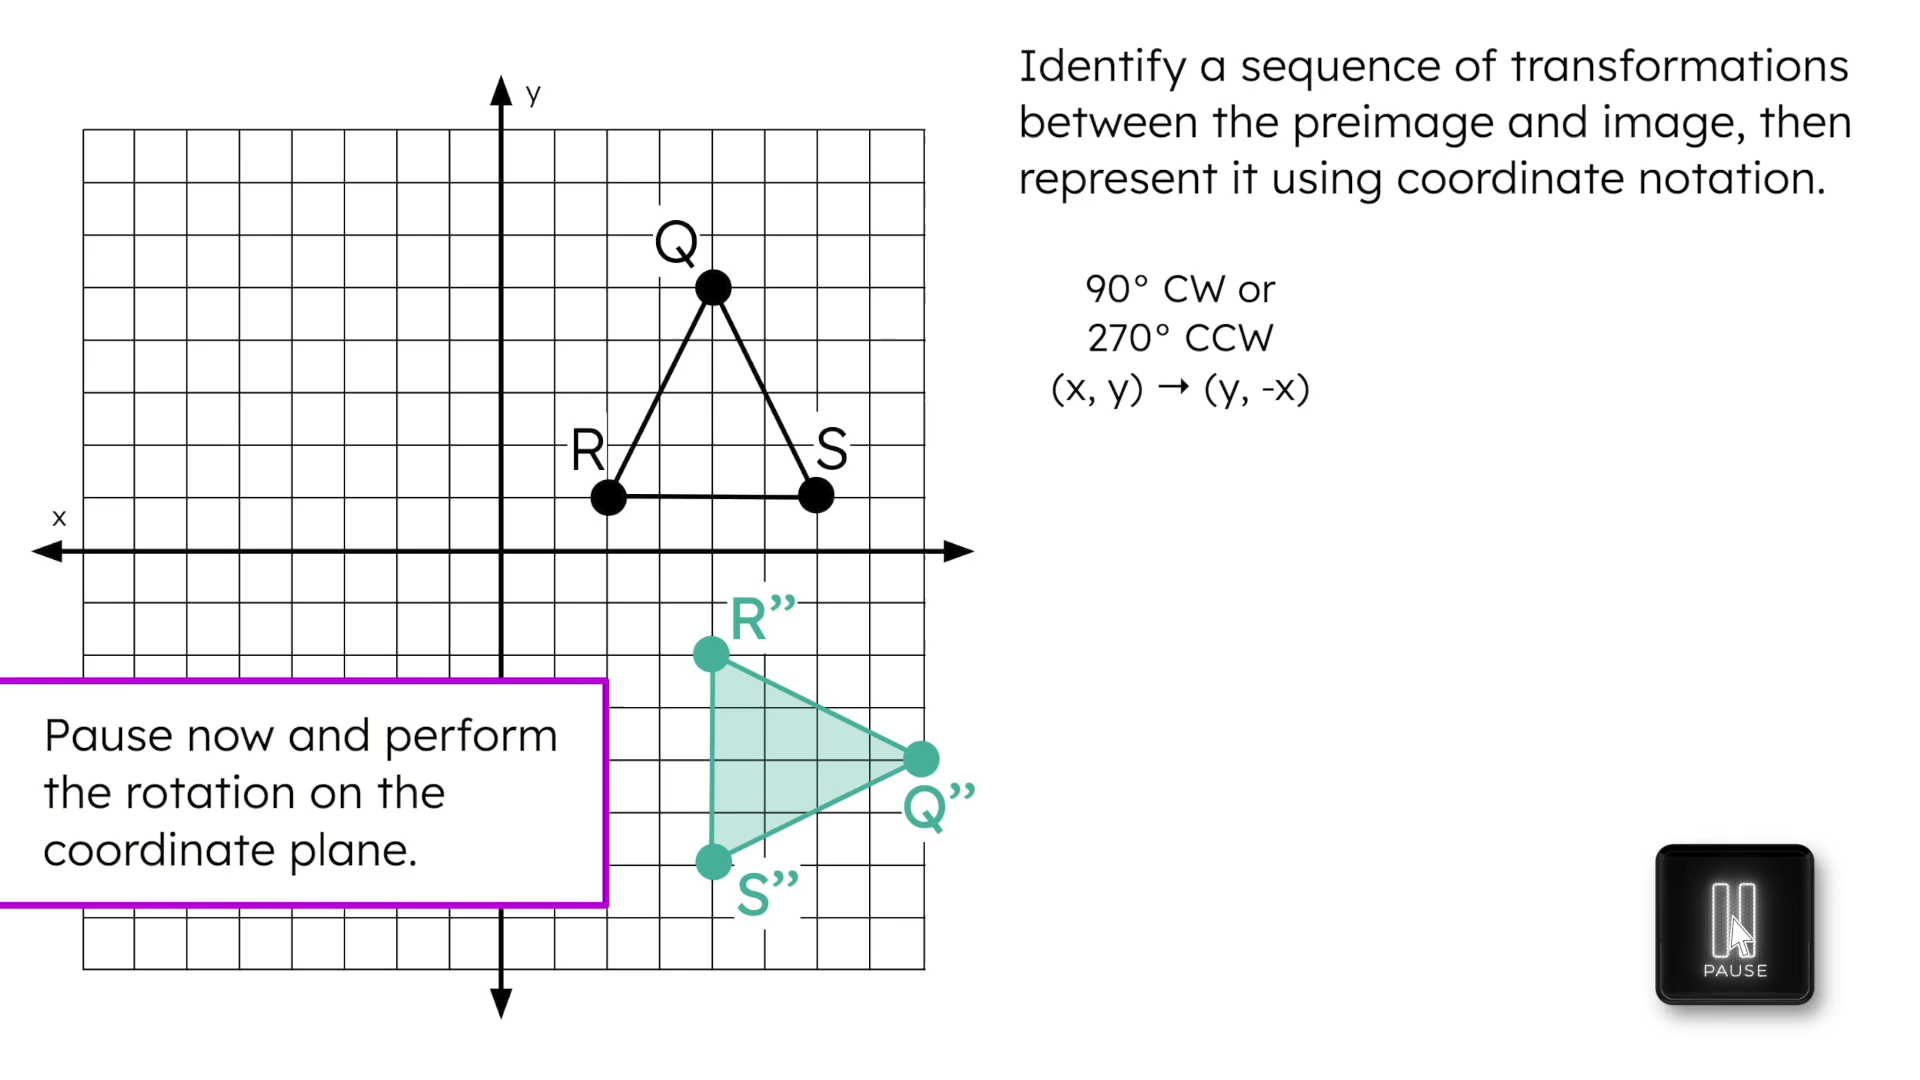 Identify a sequence of transformations
between the preimage and image, then
represent it using coordinate notation.
90° CW or
270° CCW
(x, y) → (y, -x)
y
Q
R
S
x
R”
Q”
S”
Pause now and perform
the rotation on the
coordinate plane.
PAUSE